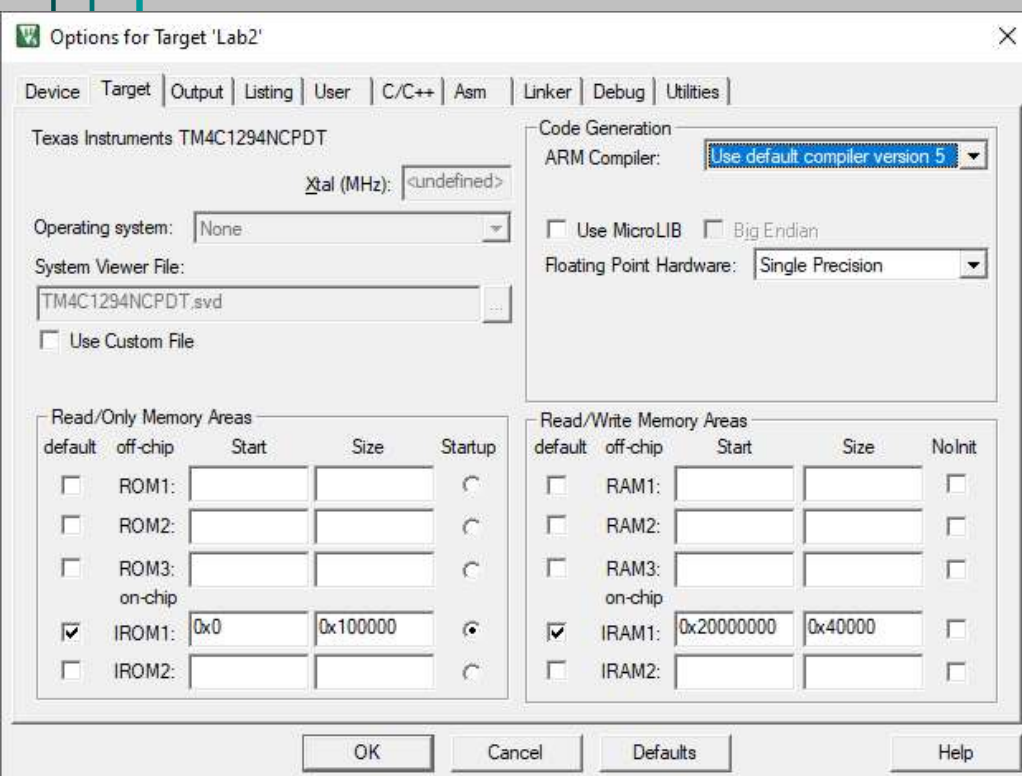 Options for Target 'Lab2'
Device Target Output Listing User C/C++ Asm Linker Debug Utilities
Texas Instruments TM4C1294NCPDT
Xtal (MHz): <undefined>
Operating system: None
System Viewer File:
TM4C1294NCPDT.svd ...
Use Custom File
Code Generation
ARM Compiler: Use default compiler version 5
Use MicroLIB Big Endian
Floating Point Hardware: Single Precision
Read/Only Memory Areas
default off-chip Start Size Startup
ROM1:
ROM2:
ROM3:
on-chip
IROM1: 0x0 0x100000
IROM2:
Read/Write Memory Areas
default off-chip Start Size NoInit
RAM1:
RAM2:
RAM3:
on-chip
IRAM1: 0x20000000 0x40000
IRAM2:
OK Cancel Defaults Help